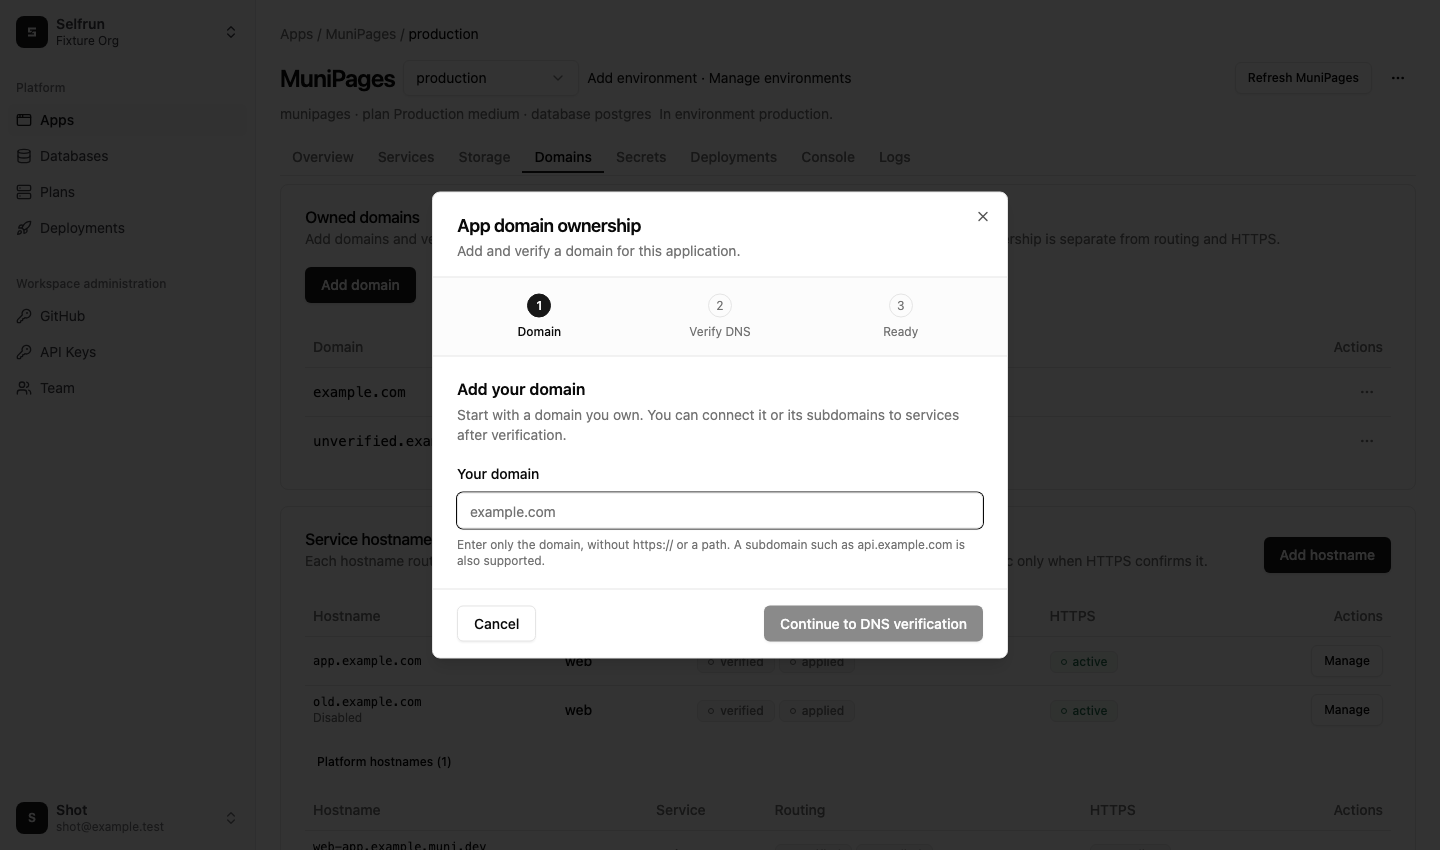 Selfrun
Fixture Org
Platform
Apps
Databases
Plans
Deployments
Workspace administration
GitHub
API Keys
Team
S
Shot
shot@example.test
Apps / MuniPages / production
MuniPages
production
Add environment · Manage environments
Refresh MuniPages
munipages · plan Production medium · database postgres In environment production.
Overview
Services
Storage
Domains
Secrets
Deployments
Console
Logs
Owned domains
Add domains and
is separate from routing and HTTPS.
Add domain
Domain
Actions
example.com
App domain ownership
Add and verify a domain for this application.
1
Domain
2
Verify DNS
3
Ready
Add your domain
Start with a domain you own. You can connect it or its subdomains to services
after verification.
Your domain
example.com
Enter only the domain, without https:// or a path. A subdomain such as api.example.com is
also supported.
Cancel
Continue to DNS verification
Service hostname
Each hostname
only when HTTPS confirms it.
Add hostname
Hostname
HTTPS
Actions
app.example.com
web
verified
applied
active
Manage
old.example.com
Disabled
web
verified
applied
active
Manage
Platform hostnames (1)
Hostname
Service
Routing
HTTPS
Actions
web-app.example.muni.dev